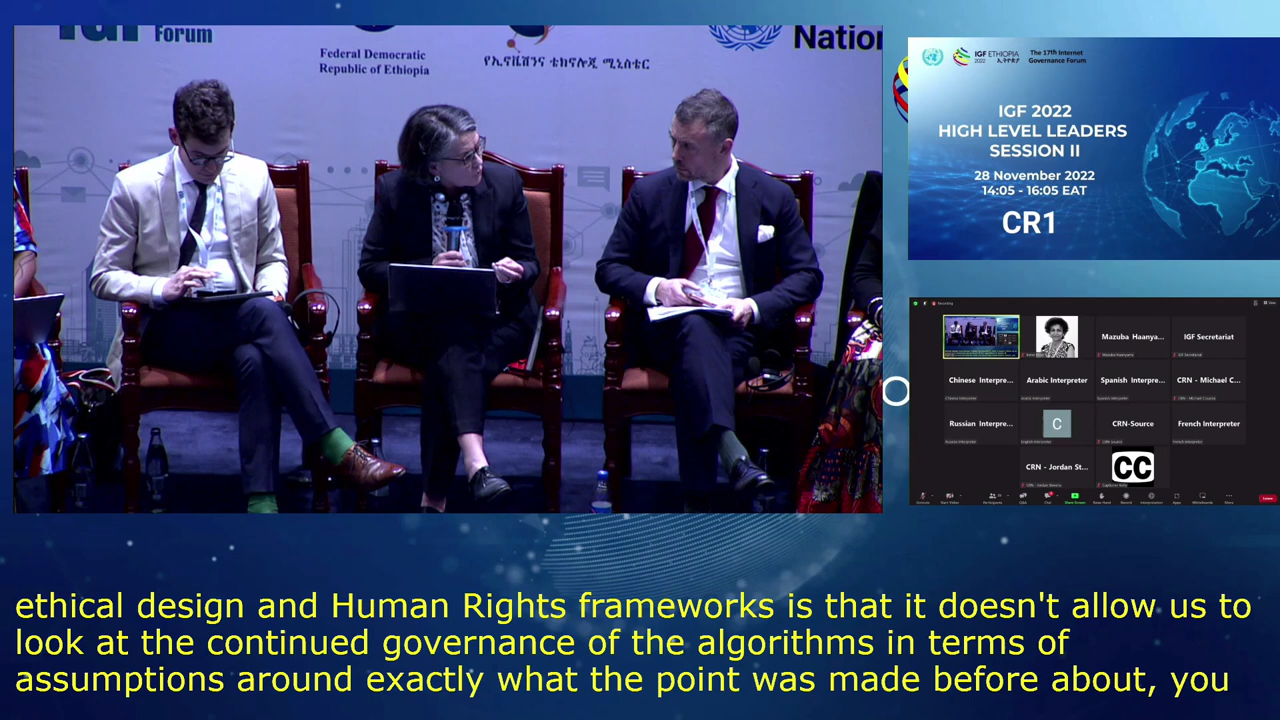 IGF Forum
Federal Democratic
Republic of Ethiopia
የኢኖቬሽንና ቴክኖሎጂ ሚኒስቴር
Nation
IGF ETHIOPIA
2022 ኢትዮጵያ
The 17th Internet
Governance Forum
IGF 2022
HIGH LEVEL LEADERS
SESSION II
28 November 2022
14:05 - 16:05 EAT
CR1
Mazuba Haanya...
IGF Secretariat
Chinese Interpre...
Arabic Interpreter
Spanish Interpre...
CRN - Michael C...
Russian Interpre...
C
CRN-Source
French Interpreter
CRN - Jordan St...
CC
ethical design and Human Rights frameworks is that it doesn't allow us to
look at the continued governance of the algorithms in terms of
assumptions around exactly what the point was made before about, you